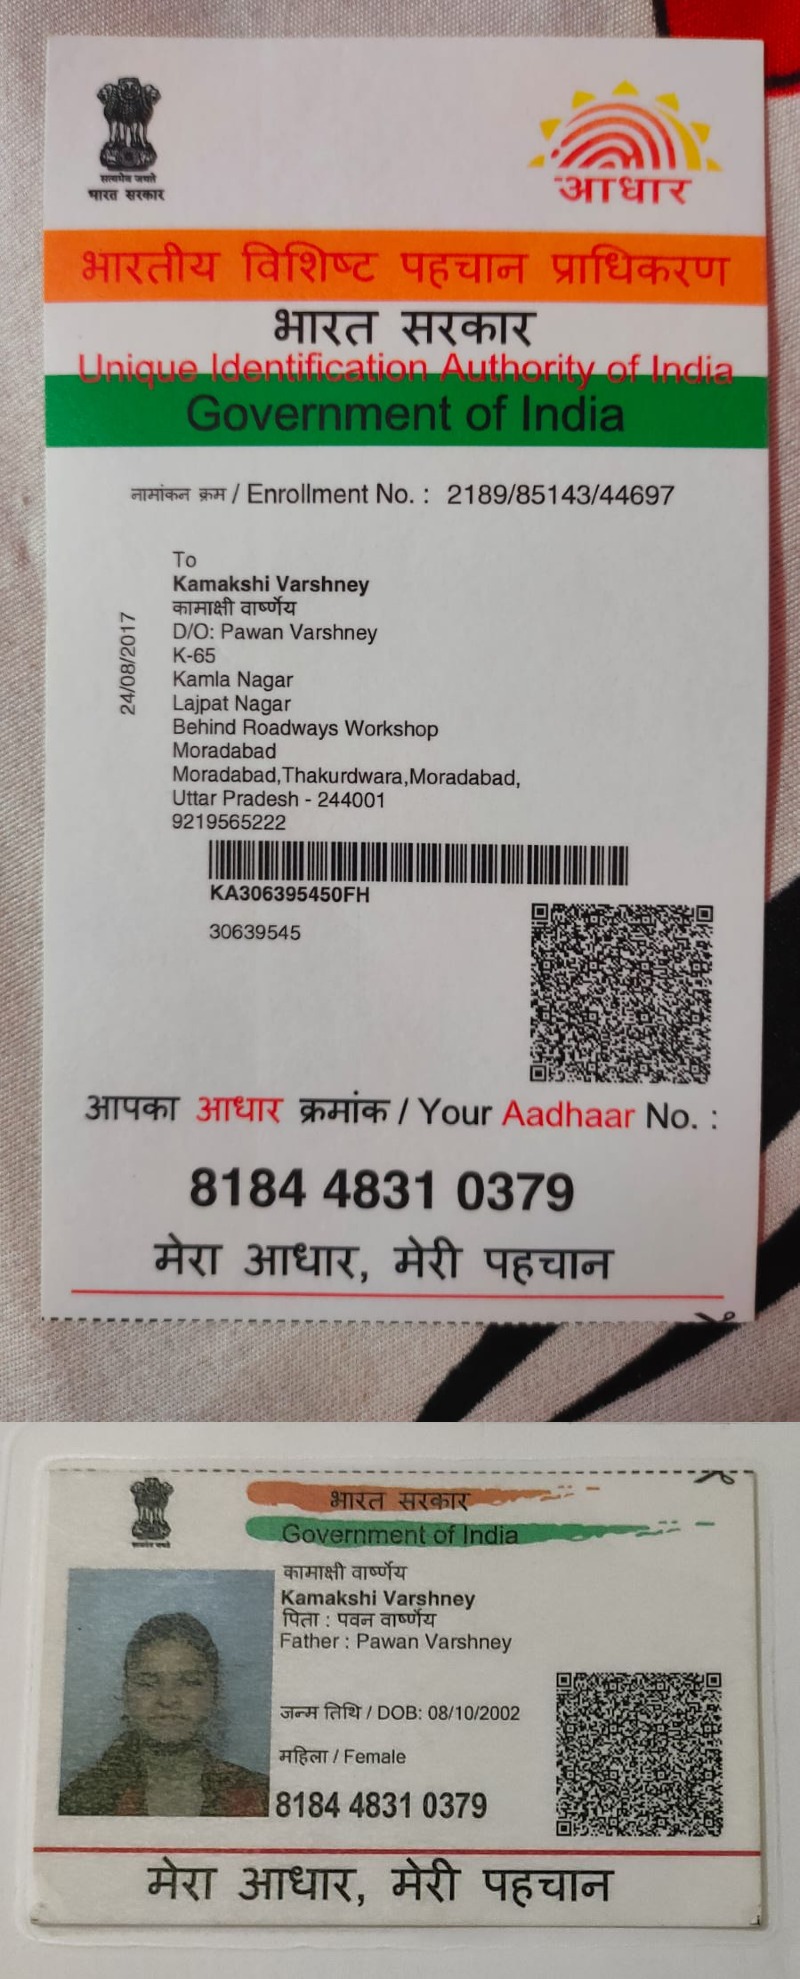 सत्यमेव जयते
भारत सरकार
आधार
भारतीय विशिष्ट पहचान प्राधिकरण
भारत सरकार
Unique Identification Authority of India
Government of India
नामांकन क्रम / Enrollment No. : 2189/85143/44697
24/08/2017
To
Kamakshi Varshney
कामाक्षी वार्ष्णेय
D/O: Pawan Varshney
K-65
Kamla Nagar
Lajpat Nagar
Behind Roadways Workshop
Moradabad
Moradabad,Thakurdwara,Moradabad,
Uttar Pradesh - 244001
9219565222
KA306395450FH
30639545
आपका आधार क्रमांक / Your Aadhaar No. :
8184 4831 0379
मेरा आधार, मेरी पहचान
भारत सरकार
Government of India
कामाक्षी वार्ष्णेय
Kamakshi Varshney
पिता : पवन वार्ष्णेय
Father : Pawan Varshney
जन्म तिथि / DOB: 08/10/2002
महिला / Female
8184 4831 0379
मेरा आधार, मेरी पहचान